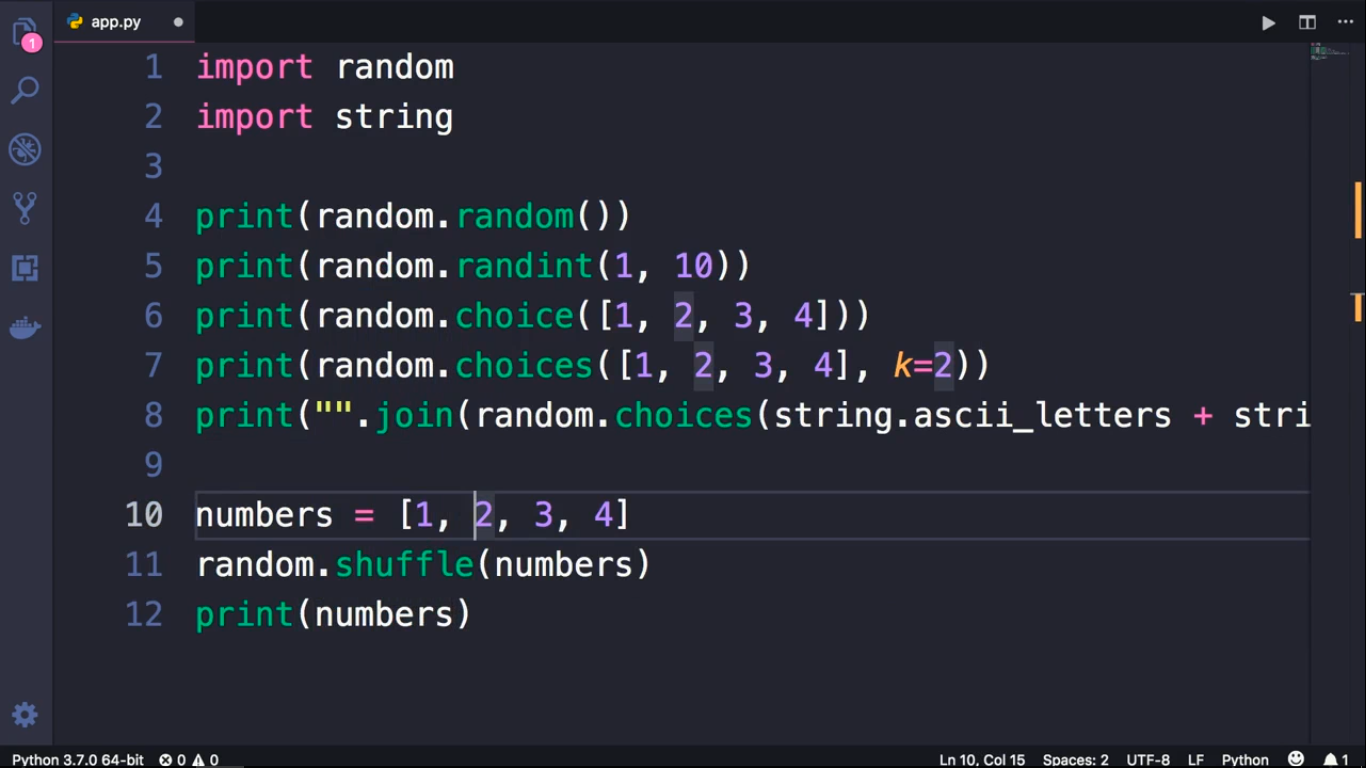 app.py
1
1 import random
2 import string
3
4 print(random.random())
5 print(random.randint(1, 10))
6 print(random.choice([1, 2, 3, 4]))
7 print(random.choices([1, 2, 3, 4], k=2))
8 print("".join(random.choices(string.ascii_letters + stri
9
10 numbers = [1, 2, 3, 4]
11 random.shuffle(numbers)
12 print(numbers)
Python 3.7.0 64-bit 0 0 Ln 10, Col 15 Spaces: 2 UTF-8 LF Python 1